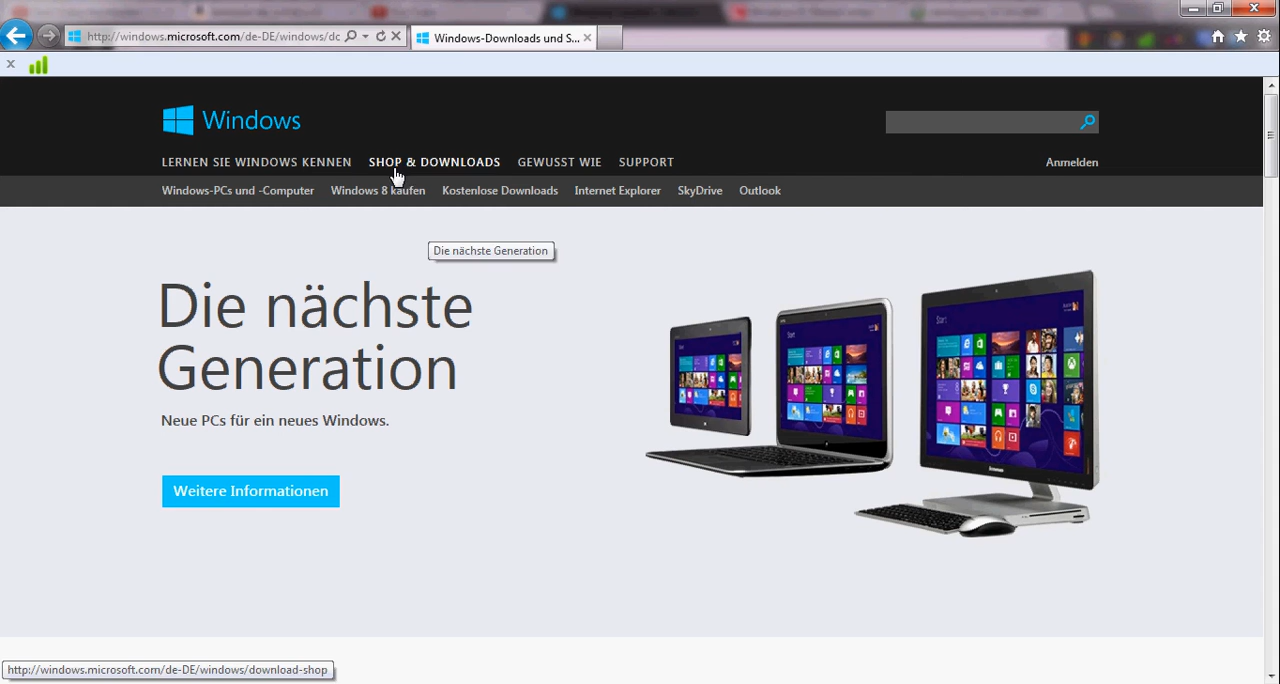 http://windows.microsoft.com/de-DE/windows/dc
Windows-Downloads und S...
Windows
LERNEN SIE WINDOWS KENNEN SHOP & DOWNLOADS GEWUSST WIE SUPPORT Anmelden
Windows-PCs und -Computer Windows 8 kaufen Kostenlose Downloads Internet Explorer SkyDrive Outlook
Die nächste Generation
Die nächste
Generation
Neue PCs für ein neues Windows.
Weitere Informationen
Start
Start
Start
http://windows.microsoft.com/de-DE/windows/download-shop